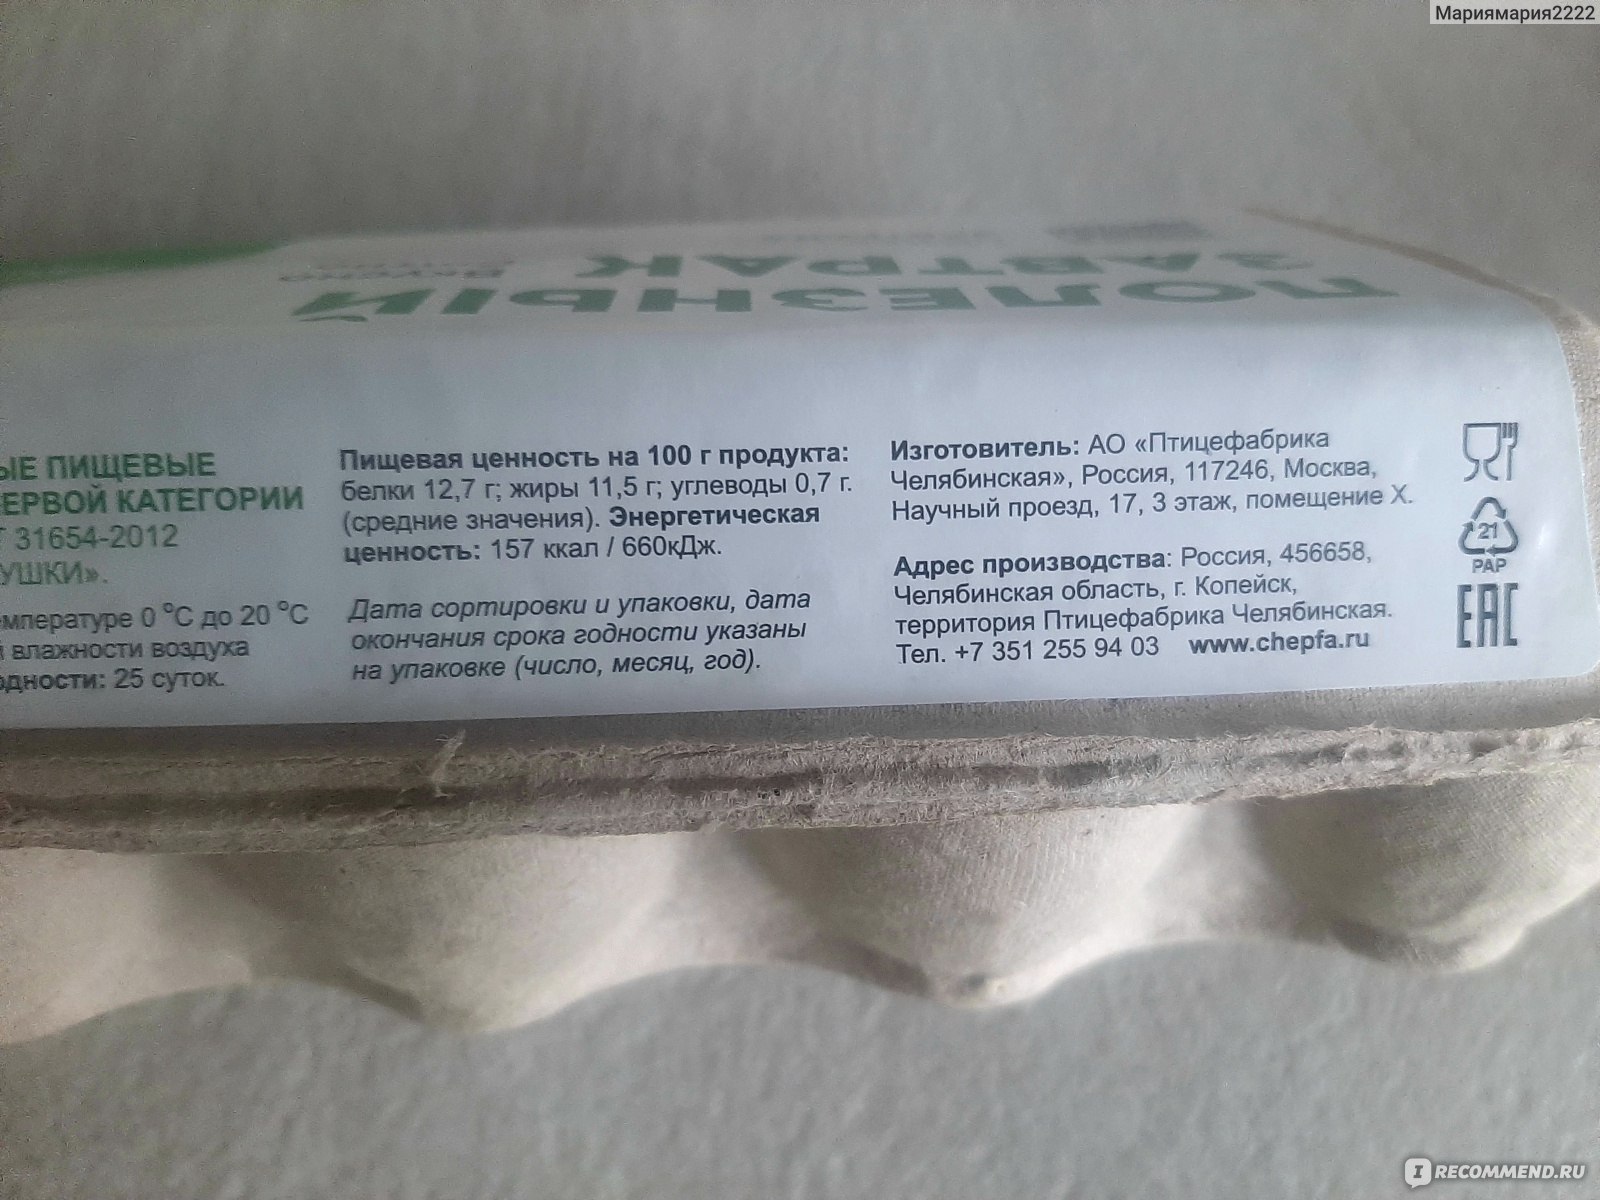 Мариямария2222
ПОЛЕЗНЫЙ
ЗАВТРАК
Вкусно
ЫЕ ПИЩЕВЫЕ
ЕРВОЙ КАТЕГОРИИ
Т 31654-2012
УШКИ».
мпературе 0 °С до 20 °С
й влажности воздуха
одности: 25 суток.
Пищевая ценность на 100 г продукта:
белки 12,7 г; жиры 11,5 г; углеводы 0,7 г.
(средние значения). Энергетическая
ценность: 157 ккал / 660кДж.
Дата сортировки и упаковки, дата
окончания срока годности указаны
на упаковке (число, месяц, год).
Изготовитель: АО «Птицефабрика
Челябинская», Россия, 117246, Москва,
Научный проезд, 17, 3 этаж, помещение X.
Адрес производства: Россия, 456658,
Челябинская область, г. Копейск,
территория Птицефабрика Челябинская.
Тел. +7 351 255 94 03 www.chepfa.ru
21
PAP
EAC
IRECOMMEND.RU